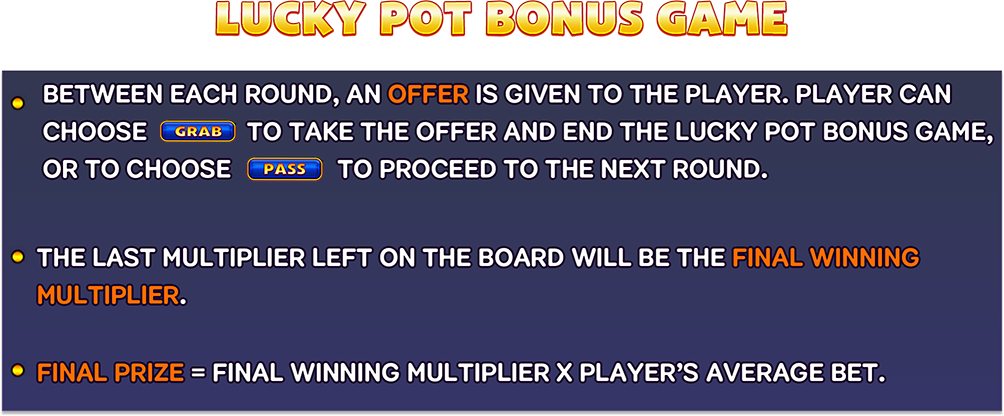 LUCKY POT BONUS GAME
BETWEEN EACH ROUND, AN OFFER IS GIVEN TO THE PLAYER. PLAYER CAN
CHOOSE GRAB TO TAKE THE OFFER AND END THE LUCKY POT BONUS GAME,
OR TO CHOOSE PASS TO PROCEED TO THE NEXT ROUND.
THE LAST MULTIPLIER LEFT ON THE BOARD WILL BE THE FINAL WINNING
MULTIPLIER.
FINAL PRIZE = FINAL WINNING MULTIPLIER X PLAYER'S AVERAGE BET.